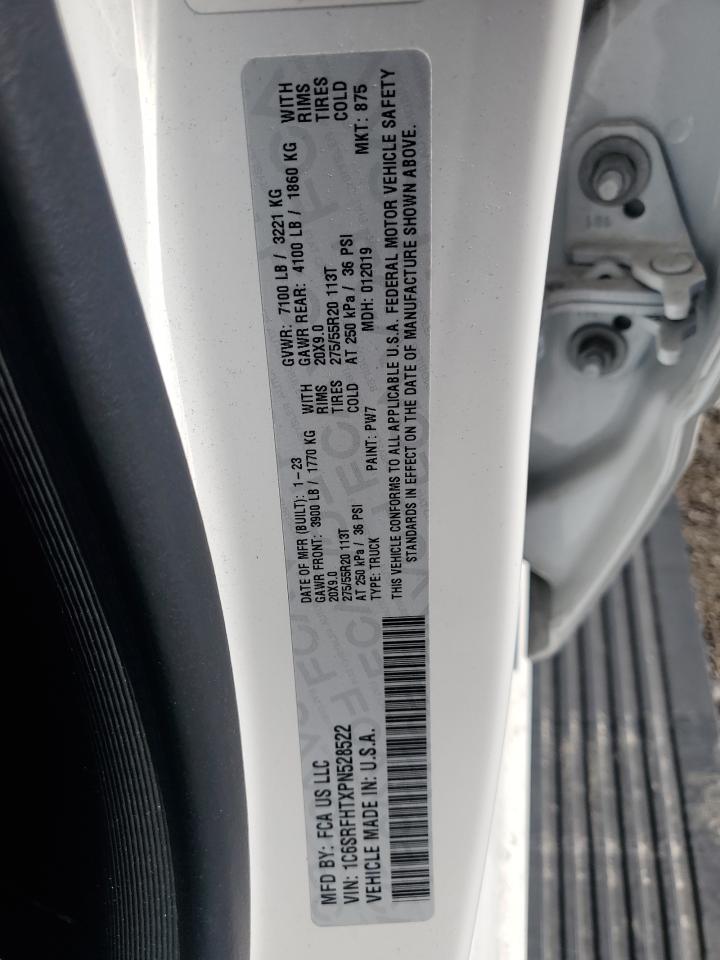 MFD BY: FCA US LLC
VIN: 1C6SRFHTXPN528522
VEHICLE MADE IN: U.S.A.
DATE OF MFR (BUILT): 1-23 GVWR: 7100 LB / 3221 KG
GAWR FRONT: 3900 LB / 1770 KG WITH GAWR REAR: 4100 LB / 1860 KG WITH
20X9.0 RIMS 20X9.0 RIMS
275/55R20 113T TIRES 275/55R20 113T TIRES
AT 250 kPa / 36 PSI COLD AT 250 kPa / 36 PSI COLD
TYPE: TRUCK PAINT: PW7 MDH: 012019 MKT: 875
THIS VEHICLE CONFORMS TO ALL APPLICABLE U.S.A. FEDERAL MOTOR VEHICLE SAFETY
STANDARDS IN EFFECT ON THE DATE OF MANUFACTURE SHOWN ABOVE.